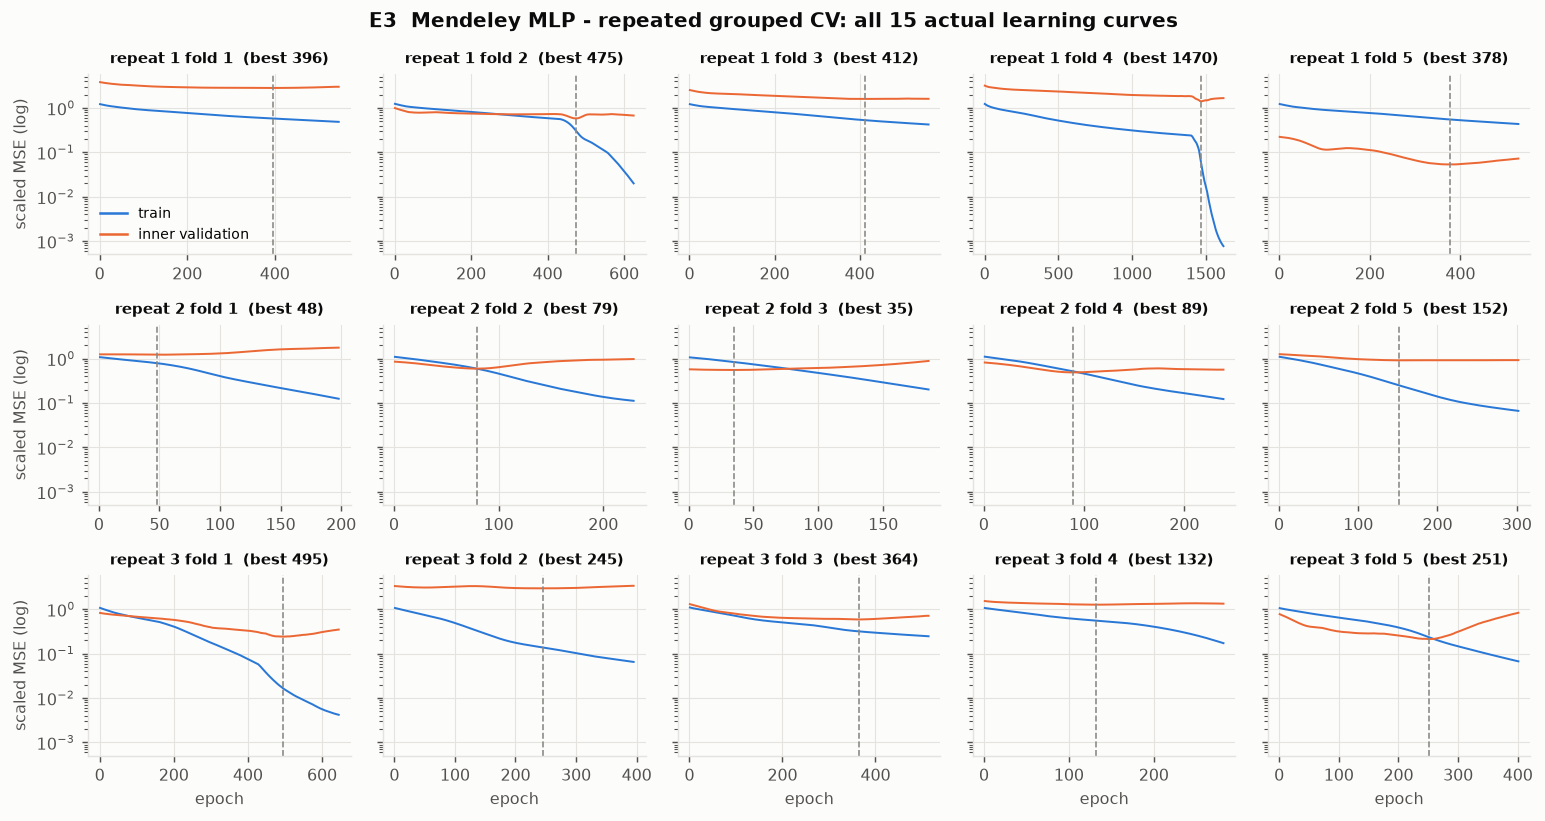 E3 Mendeley MLP - repeated grouped CV: all 15 actual learning curves
repeat 1 fold 1 (best 396)
repeat 1 fold 2 (best 475)
repeat 1 fold 3 (best 412)
repeat 1 fold 4 (best 1470)
repeat 1 fold 5 (best 378)
scaled MSE (log)
10⁰
10⁻¹
10⁻²
10⁻³
train
inner validation
0 200 400
0 200 400 600
0 200 400
0 500 1000 1500
0 200 400
repeat 2 fold 1 (best 48)
repeat 2 fold 2 (best 79)
repeat 2 fold 3 (best 35)
repeat 2 fold 4 (best 89)
repeat 2 fold 5 (best 152)
scaled MSE (log)
10⁰
10⁻¹
10⁻²
10⁻³
0 50 100 150 200
0 100 200
0 50 100 150
0 100 200
0 100 200 300
repeat 3 fold 1 (best 495)
repeat 3 fold 2 (best 245)
repeat 3 fold 3 (best 364)
repeat 3 fold 4 (best 132)
repeat 3 fold 5 (best 251)
scaled MSE (log)
10⁰
10⁻¹
10⁻²
10⁻³
0 200 400 600
0 100 200 300 400
0 200 400
0 100 200
0 100 200 300 400
epoch
epoch
epoch
epoch
epoch